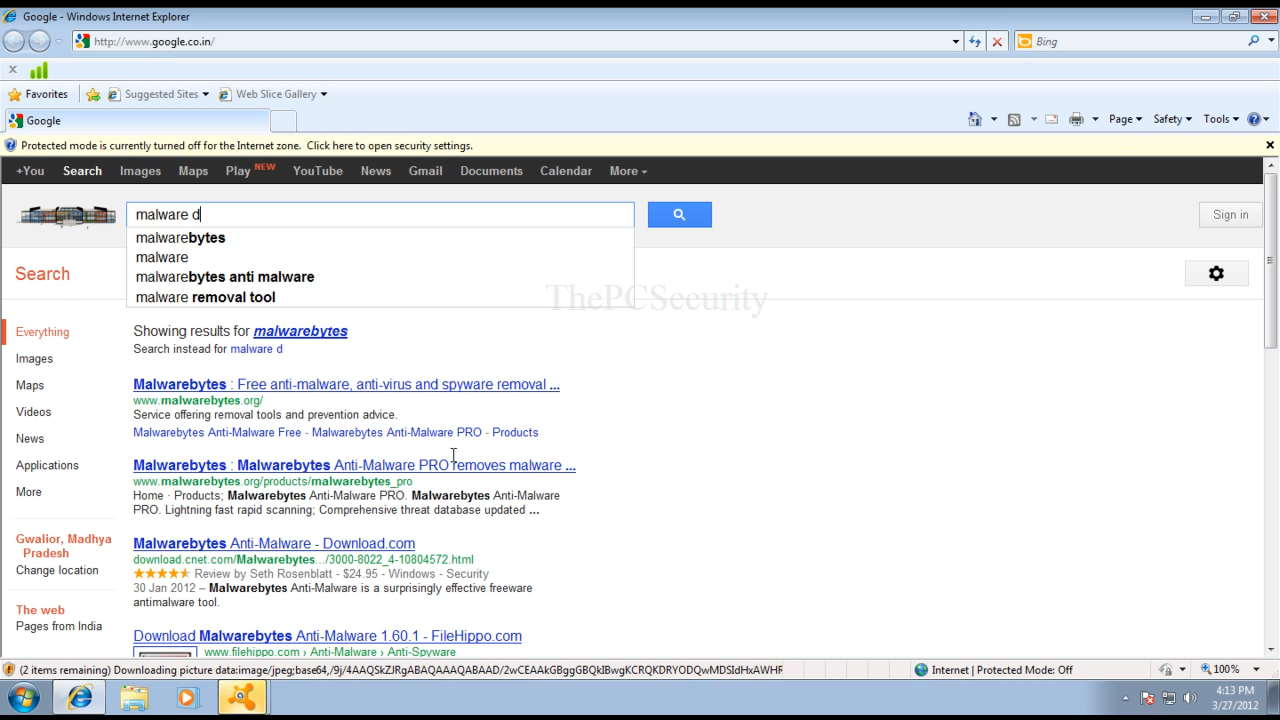 Google - Windows Internet Explorer
http://www.google.co.in/
Bing
x
Favorites Suggested Sites Web Slice Gallery
Google
Page Safety Tools
Protected mode is currently turned off for the Internet zone. Click here to open security settings.
+You Search Images Maps Play NEW YouTube News Gmail Documents Calendar More
malware d
Sign in
malwarebytes
malware
malwarebytes anti malware
malware removal tool
Search
ThePCSecurity
Everything
Images
Maps
Videos
News
Applications
More
Gwalior, Madhya
Pradesh
Change location
The web
Pages from India
Showing results for malwarebytes
Search instead for malware d
Malwarebytes : Free anti-malware, anti-virus and spyware removal ...
www.malwarebytes.org/
Service offering removal tools and prevention advice.
Malwarebytes Anti-Malware Free - Malwarebytes Anti-Malware PRO - Products
Malwarebytes : Malwarebytes Anti-Malware PRO removes malware ...
www.malwarebytes.org/products/malwarebytes_pro
Home · Products; Malwarebytes Anti-Malware PRO. Malwarebytes Anti-Malware
PRO. Lightning fast rapid scanning; Comprehensive threat database updated ...
Malwarebytes Anti-Malware - Download.com
download.cnet.com/Malwarebytes.../3000-8022_4-10804572.html
Review by Seth Rosenblatt - $24.95 - Windows - Security
30 Jan 2012 – Malwarebytes Anti-Malware is a surprisingly effective freeware
antimalware tool.
Download Malwarebytes Anti-Malware 1.60.1 - FileHippo.com
www.filehippo.com › Malwarebytes › Anti-Spyware
(2 items remaining) Downloading picture data:image/jpeg;base64,/9j/4AAQSkZJRgABAQAAAQABAAD/2wCEAAkGBggGBQkIBwgKCRQKDRYODQwMDSIdHxAWHR
Internet | Protected Mode: Off
100%
4:13 PM
3/27/2012